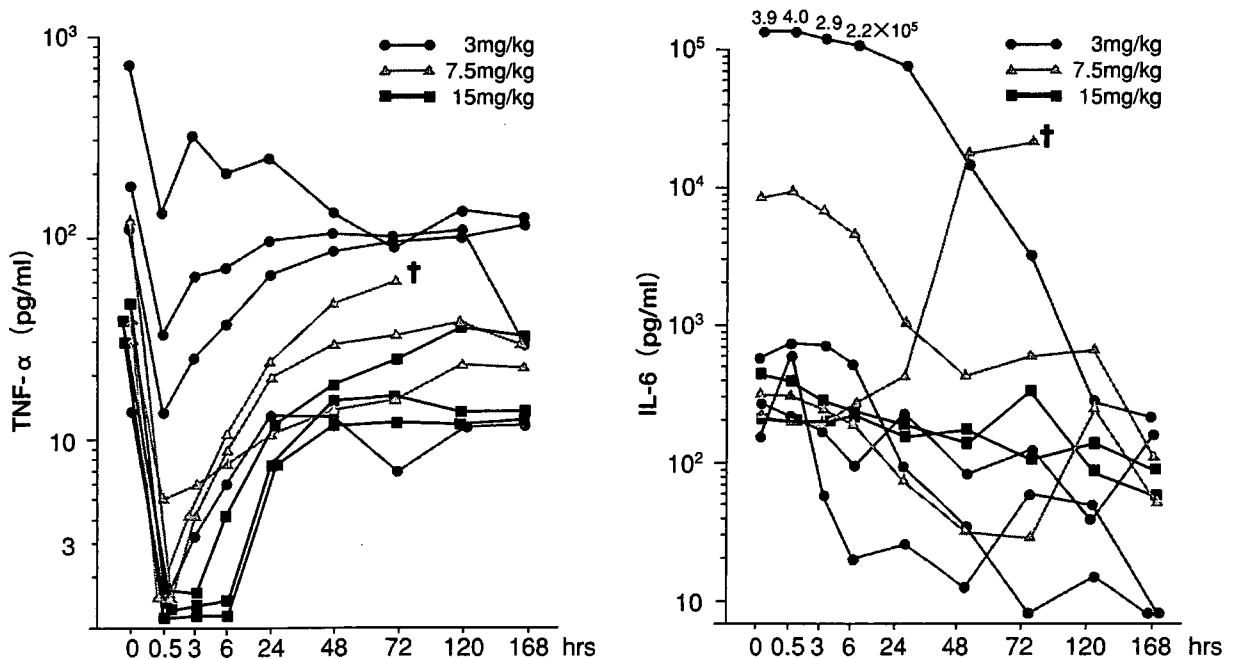 10³
3mg/kg
7.5mg/kg
15mg/kg
10²
10
3
TNF-α (pg/ml)
†
0 0.5 3 6 24 48 72 120 168 hrs
3.9 4.0 2.9 2.2×10⁵
10⁵
3mg/kg
7.5mg/kg
15mg/kg
10⁴
10³
10²
10
IL-6 (pg/ml)
†
0 0.5 3 6 24 48 72 120 168 hrs